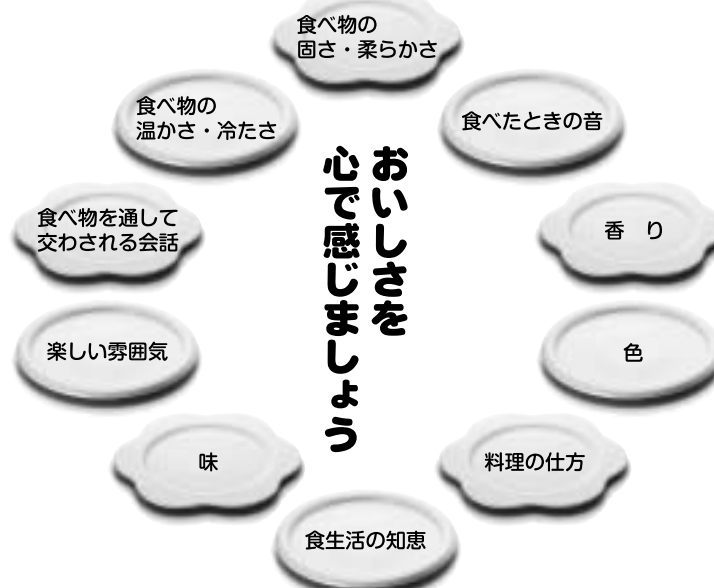 食べ物の
固さ・柔らかさ
食べたときの音
香り
色
料理の仕方
食生活の知恵
味
楽しい雰囲気
食べ物を通して
交わされる会話
食べ物の
温かさ・冷たさ
おいしさを
心で感じましょう